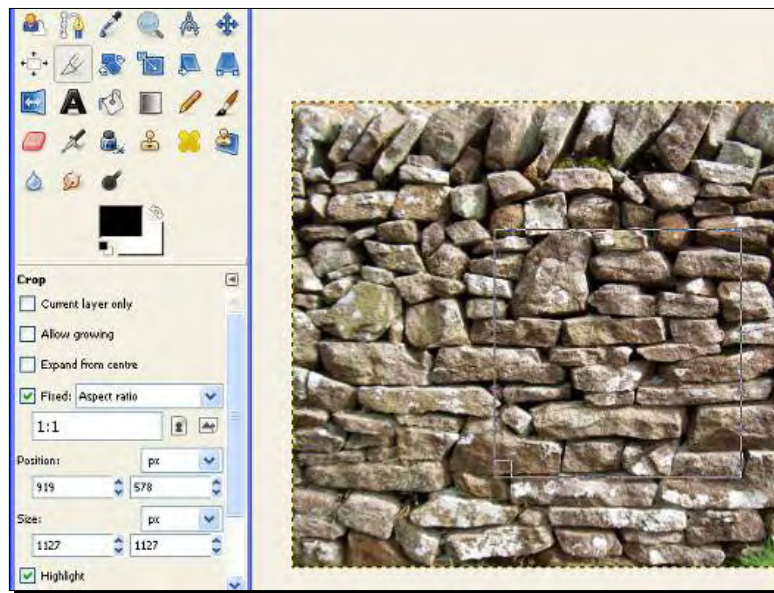 Crop
Current layer only
Allow growing
Expand from centre
Fixed: Aspect ratio
1:1
Position: px
919 578
Size: px
1127 1127
Highlight